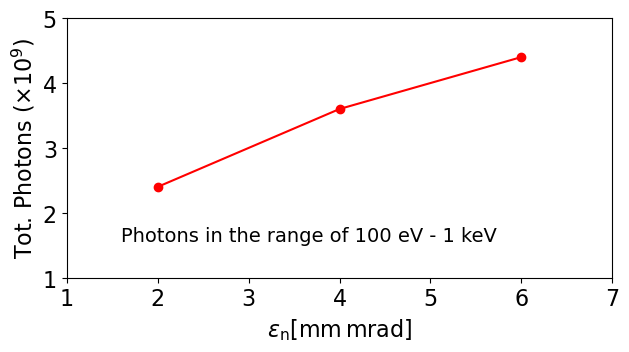 Tot. Photons (×10⁹)
5
4
3
2
1
Photons in the range of 100 eV - 1 keV
1 2 3 4 5 6 7
εₙ[mm mrad]